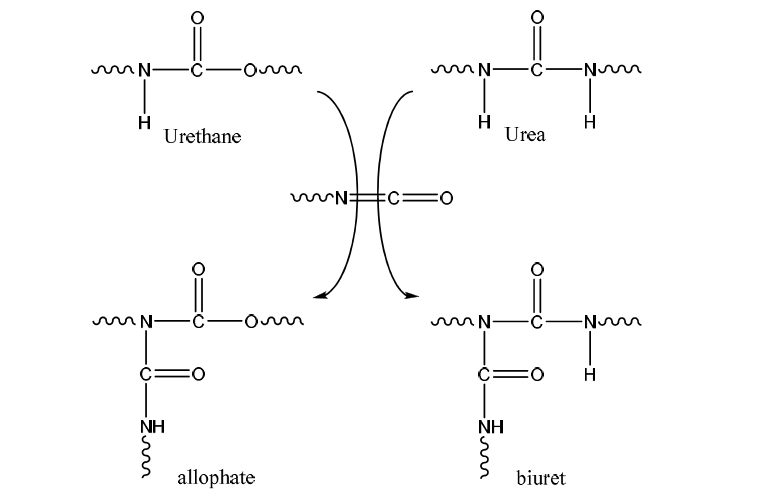 O O
N C O N C N
H H H
Urethane Urea
N C O
O O
N C O N C N
C O C O H
NH NH
allophate biuret